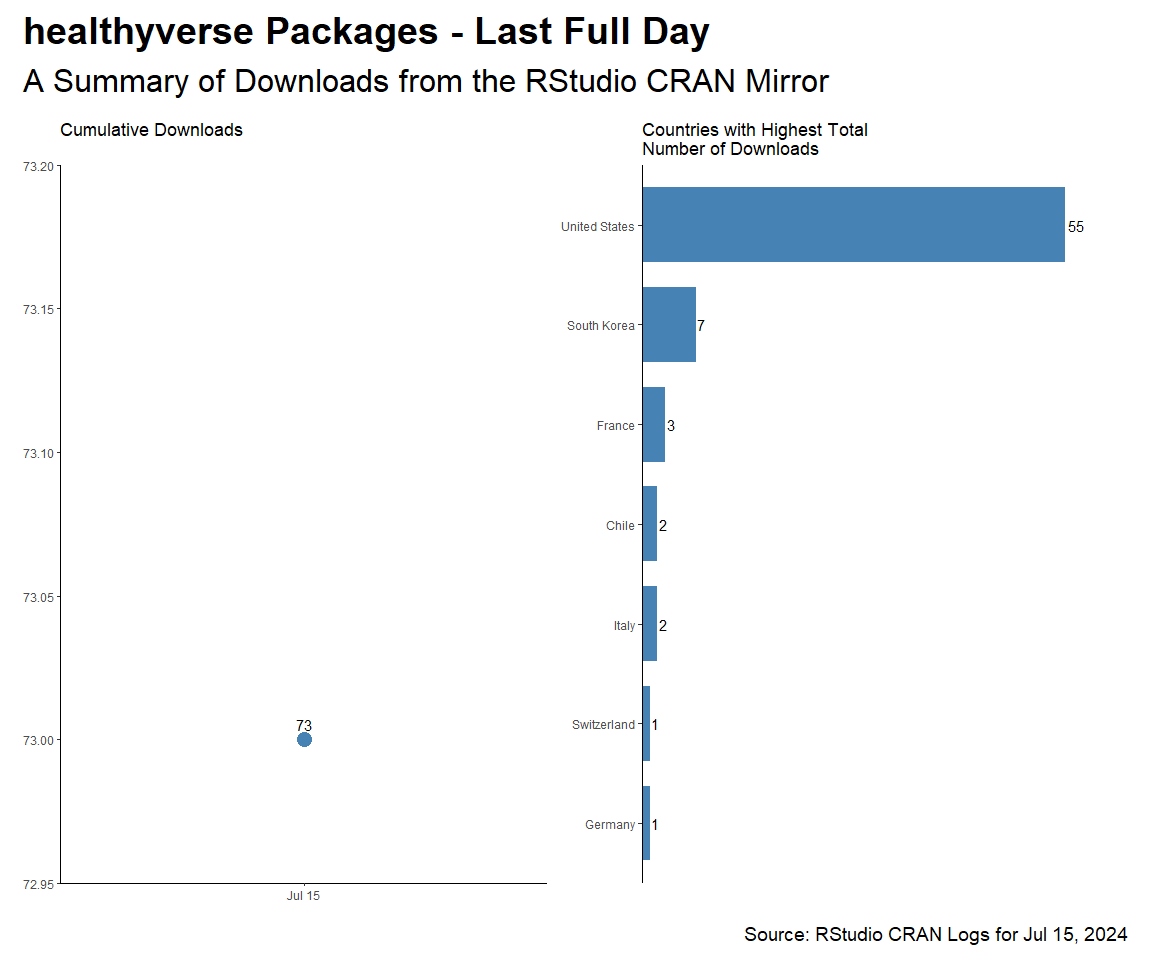 healthyverse Packages - Last Full Day
A Summary of Downloads from the RStudio CRAN Mirror
Cumulative Downloads
73.20
73.15
73.10
73.05
73.00
72.95
73
Jul 15
Countries with Highest Total
Number of Downloads
United States 55
South Korea 7
France 3
Chile 2
Italy 2
Switzerland 1
Germany 1
Source: RStudio CRAN Logs for Jul 15, 2024